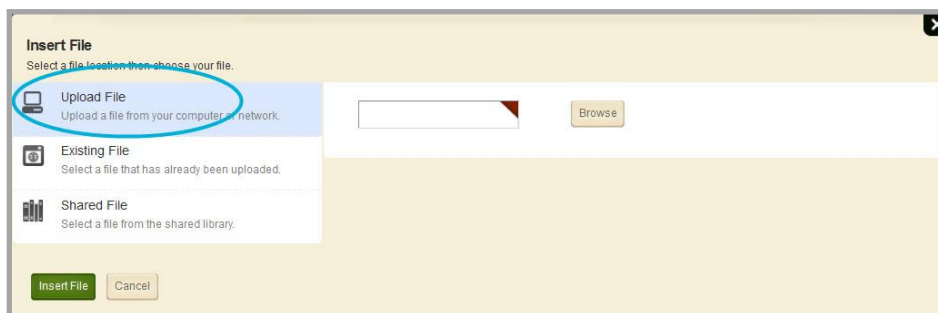 Insert File
Select a file location then choose your file.
Upload File
Upload a file from your computer or network.
Browse
Existing File
Select a file that has already been uploaded.
Shared File
Select a file from the shared library.
Insert File
Cancel